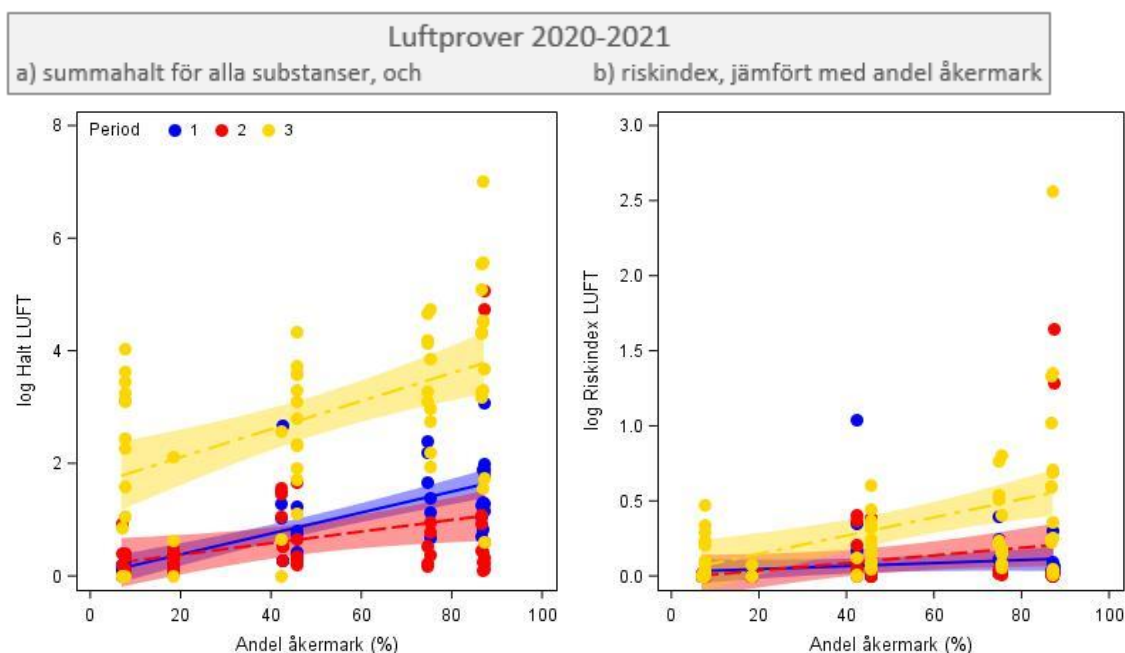 Luftprover 2020-2021
a) summahalt för alla substanser, och b) riskindex, jämfört med andel åkermark
Period 1 2 3
log Halt LUFT
8
6
4
2
0
0 20 40 60 80 100
Andel åkermark (%)
log Riskindex LUFT
3.0
2.5
2.0
1.5
1.0
0.5
0.0
0 20 40 60 80 100
Andel åkermark (%)